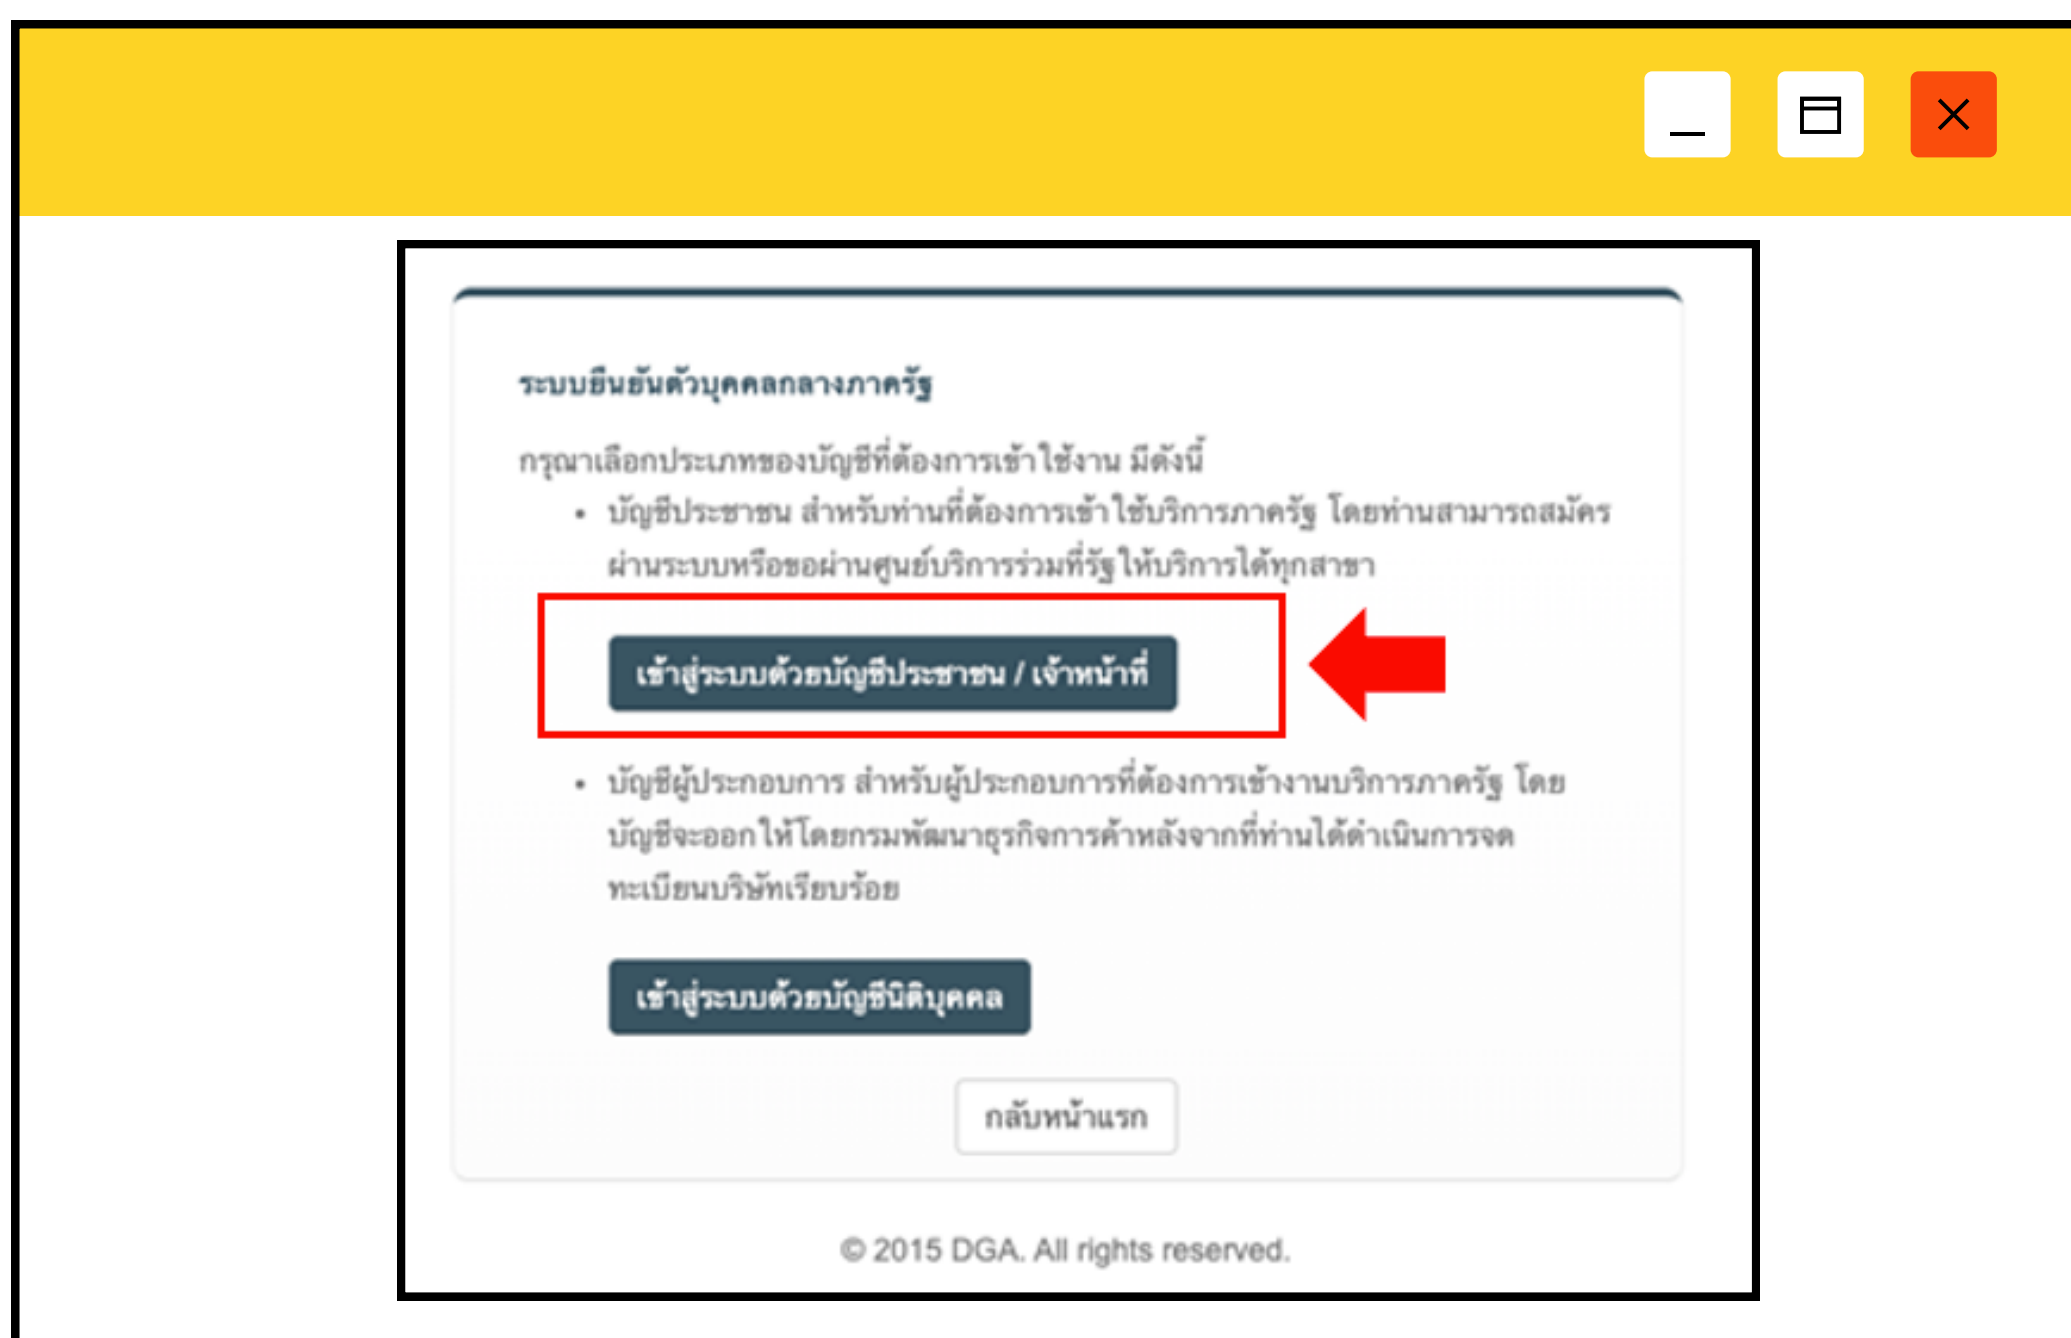 ระบบยืนยันตัวบุคคลกลางภาครัฐ
กรุณาเลือกประเภทของบัญชีที่ต้องการเข้าใช้งาน มีดังนี้
• บัญชีประชาชน สำหรับท่านที่ต้องการเข้าใช้บริการภาครัฐ โดยท่านสามารถสมัคร
ผ่านระบบหรือขอผ่านศูนย์บริการร่วมที่รัฐให้บริการได้ทุกสาขา
เข้าสู่ระบบด้วยบัญชีประชาชน / เจ้าหน้าที่
• บัญชีผู้ประกอบการ สำหรับผู้ประกอบการที่ต้องการเข้างานบริการภาครัฐ โดย
บัญชีจะออกให้โดยกรมพัฒนาธุรกิจการค้าหลังจากที่ท่านได้ดำเนินการจด
ทะเบียนบริษัทเรียบร้อย
เข้าสู่ระบบด้วยบัญชีนิติบุคคล
กลับหน้าแรก
© 2015 DGA. All rights reserved.